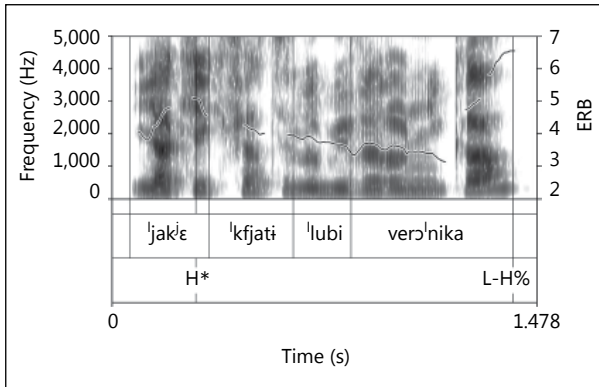 Frequency (Hz)
5,000
4,000
3,000
2,000
1,000
0
7
6
5
4
3
2
ERB
ˈjakʲɛ ˈkfjatɨ ˈlubi verɔˈnika
H* L-H%
0 1.478
Time (s)